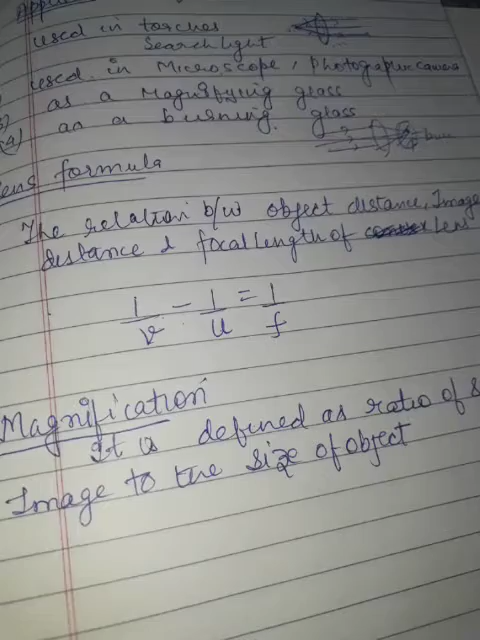 used in torches
Searchlight
used in Microscope, photographic camera
as a Magnifying glass
(4) as a burning glass
Lens formula
The relation b/w object distance, Image
distance & focal length of Lens
1/v - 1/u = 1/f
Magnification
It is defined as ratio of
Image to the size of object